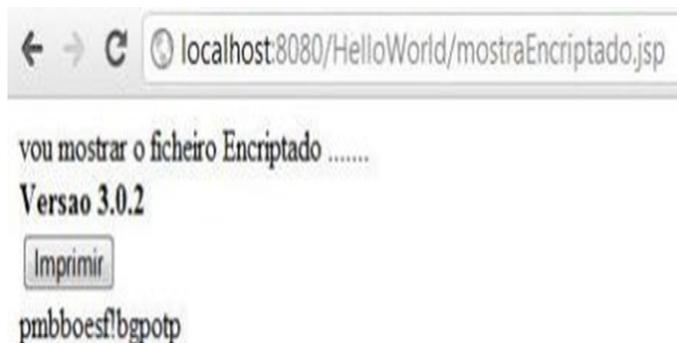 localhost:8080/HelloWorld/mostraEncriptado.jsp
vou mostrar o ficheiro Encriptado .......
Versao 3.0.2
Imprimir
pmbboesf!bgpotp